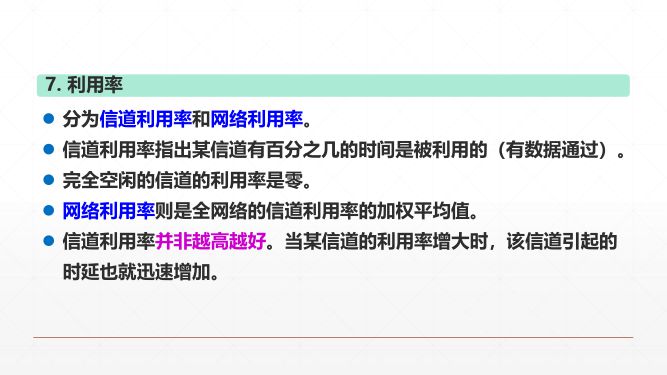 7. 利用率
● 分为信道利用率和网络利用率。
● 信道利用率指出某信道有百分之几的时间是被利用的（有数据通过）。
● 完全空闲的信道的利用率是零。
● 网络利用率则是全网络的信道利用率的加权平均值。
● 信道利用率并非越高越好。当某信道的利用率增大时，该信道引起的
时延也就迅速增加。